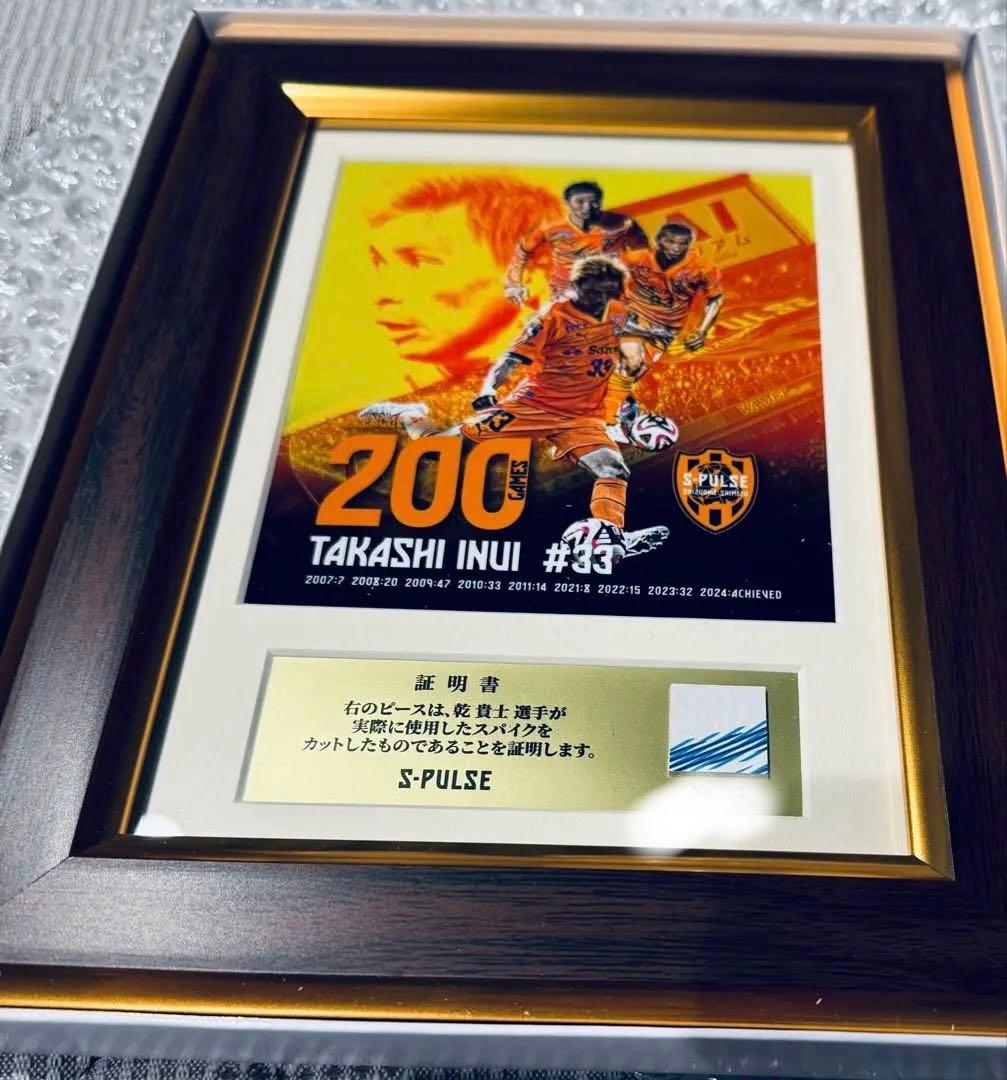 200
GAMES
TAKASHI INUI #33
2007:7 2008:20 2009:47 2010:33 2011:14 2021:8 2022:15 2023:32 2024:ACHIEVED
S-PULSE
SHIZUOKA SHIMIZU
33
証明書
右のピースは、乾 貴士 選手が
実際に使用したスパイクを
カットしたものであることを証明します。
S-PULSE